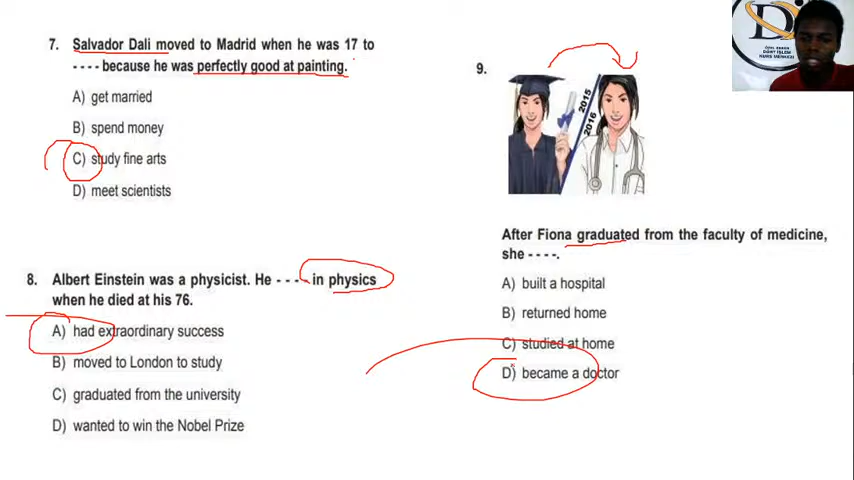 7. Salvador Dali moved to Madrid when he was 17 to
---- because he was perfectly good at painting.
A) get married
B) spend money
C) study fine arts
D) meet scientists
8. Albert Einstein was a physicist. He ---- in physics
when he died at his 76.
A) had extraordinary success
B) moved to London to study
C) graduated from the university
D) wanted to win the Nobel Prize
9.
2015
2016
After Fiona graduated from the faculty of medicine,
she ----.
A) built a hospital
B) returned home
C) studied at home
D) became a doctor
DÖRT İŞLEM
KURS MERKEZİ